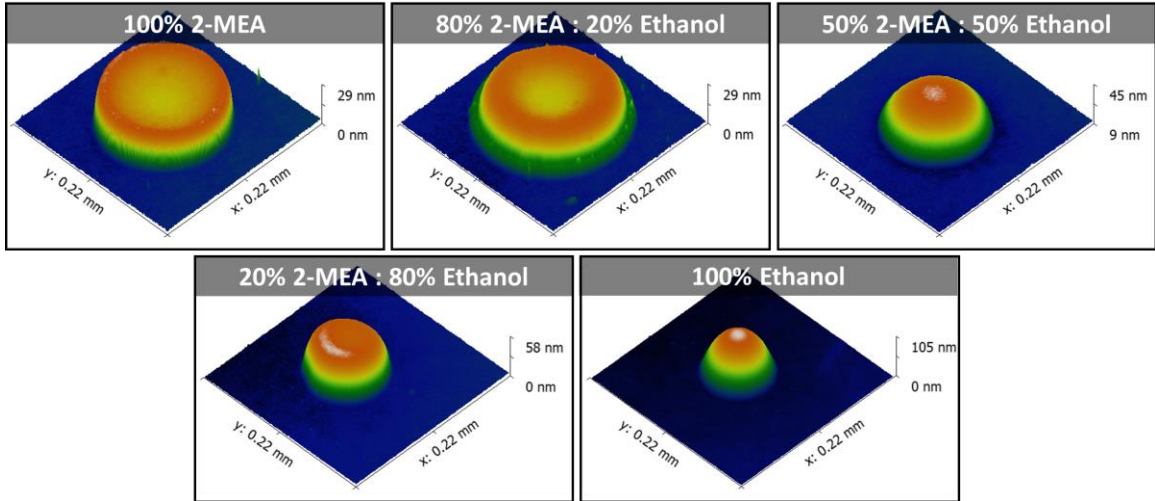 100% 2-MEA
29 nm
0 nm
y: 0.22 mm
x: 0.22 mm
80% 2-MEA : 20% Ethanol
29 nm
0 nm
y: 0.22 mm
x: 0.22 mm
50% 2-MEA : 50% Ethanol
45 nm
9 nm
y: 0.22 mm
x: 0.22 mm
20% 2-MEA : 80% Ethanol
58 nm
0 nm
y: 0.22 mm
x: 0.22 mm
100% Ethanol
105 nm
0 nm
y: 0.22 mm
x: 0.22 mm